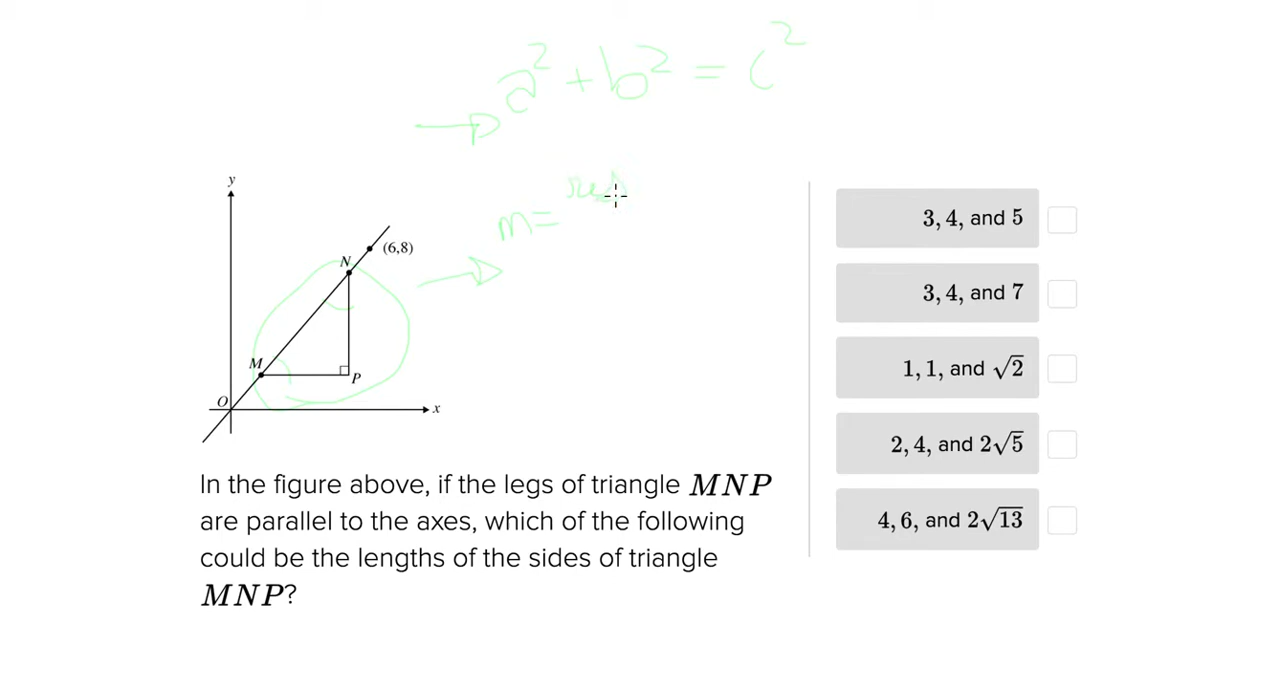 a² + b² = c²
m =
y
(6,8)
N
M
P
O
x
In the figure above, if the legs of triangle MNP
are parallel to the axes, which of the following
could be the lengths of the sides of triangle
MNP?
3, 4, and 5
3, 4, and 7
1, 1, and √2
2, 4, and 2√5
4, 6, and 2√13